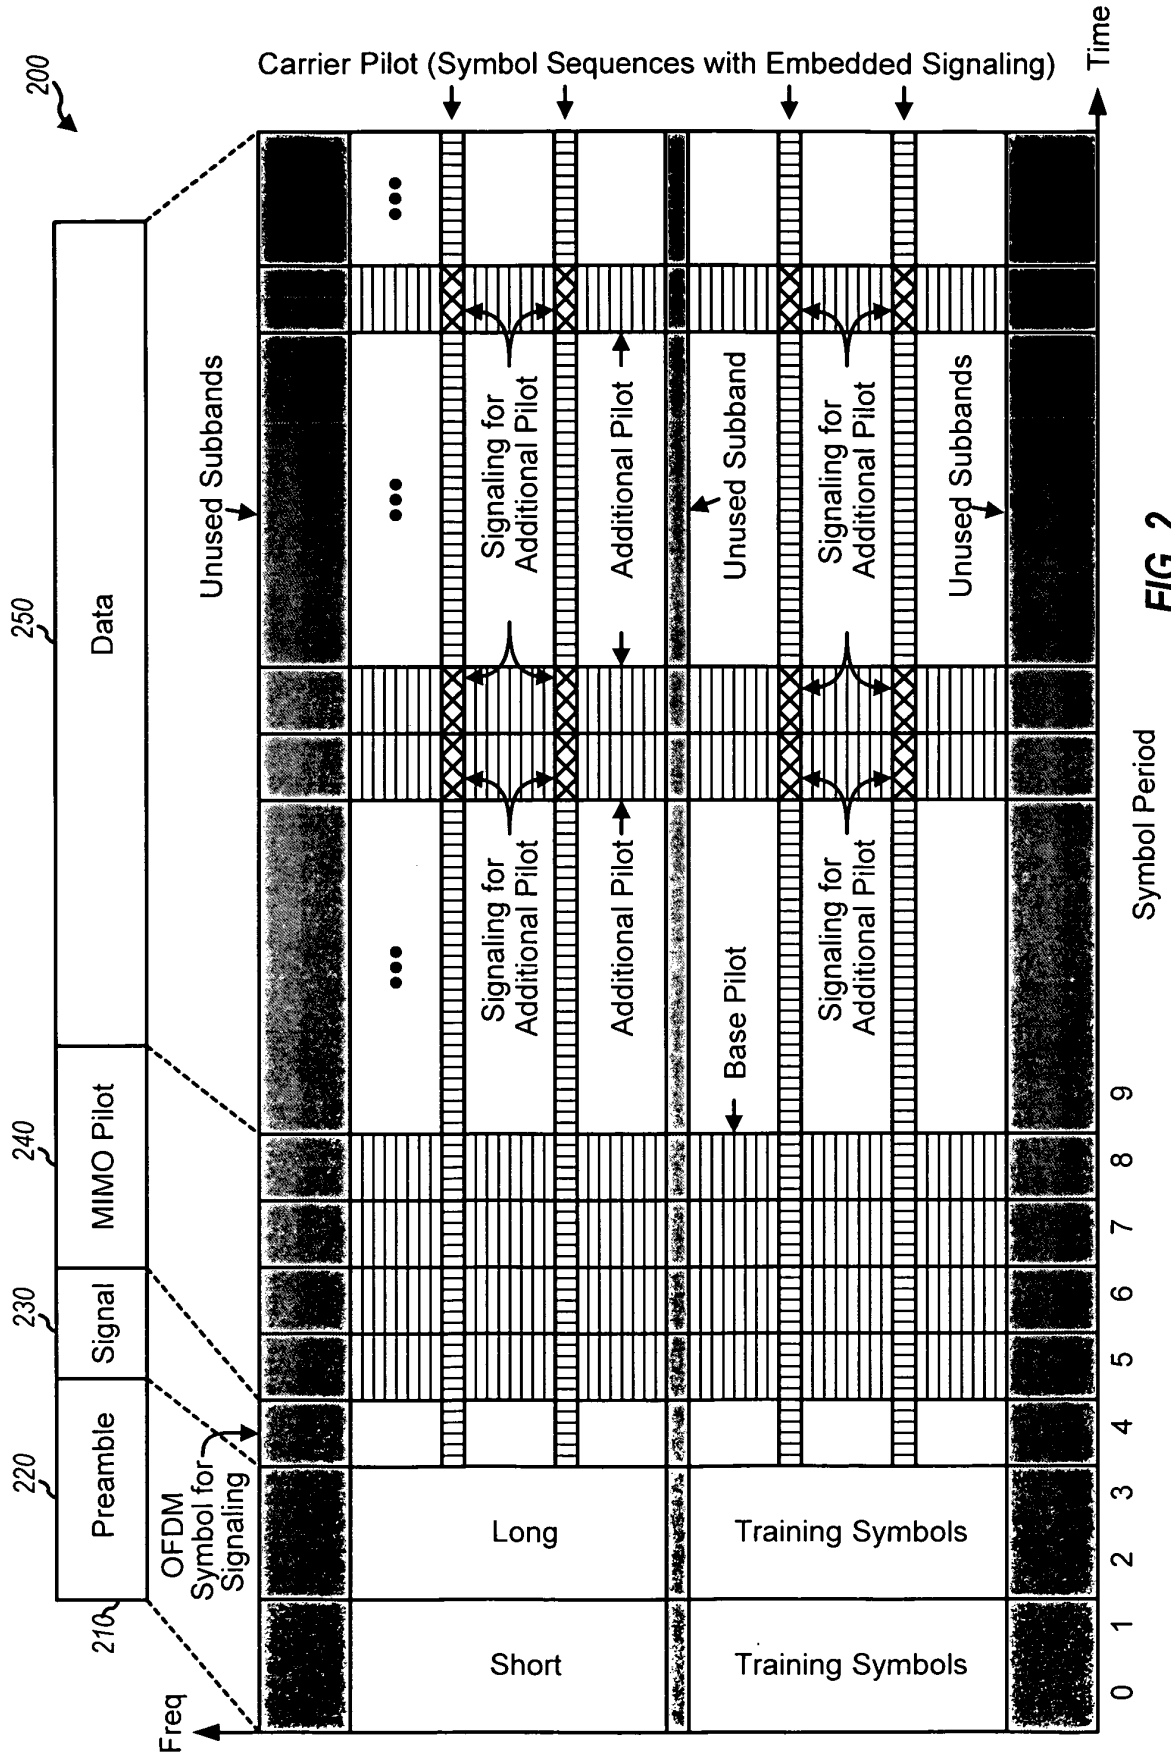 200
250
240
230
220
210
Data
MIMO Pilot
Signal
Preamble
Carrier Pilot (Symbol Sequences with Embedded Signaling)
Freq
OFDM
Symbol for
Signaling
Unused Subbands
•••
•••
•••
Signaling for
Additional Pilot
Signaling for
Additional Pilot
Additional Pilot
Additional Pilot
Unused Subband
Base Pilot
Signaling for
Additional Pilot
Signaling for
Additional Pilot
Unused Subbands
Short
Training Symbols
Long
Training Symbols
0
1
2
3
4
5
6
7
8
9
Symbol Period
Time
FIG. 2